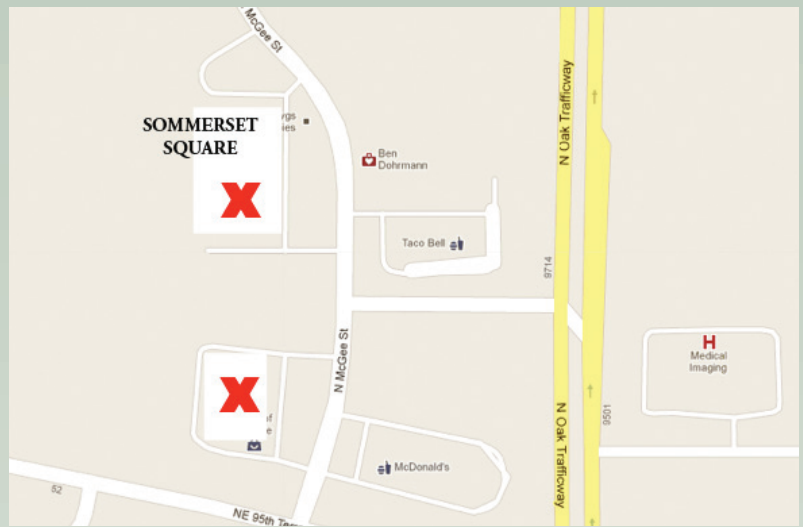 McGee St
SOMMERSET
SQUARE
Ben
Dohrmann
N Oak Trafficway
Taco Bell
9714
N McGee St
H
Medical
Imaging
X
X
9501
N Oak Trafficway
McDonald's
52
NE 95th